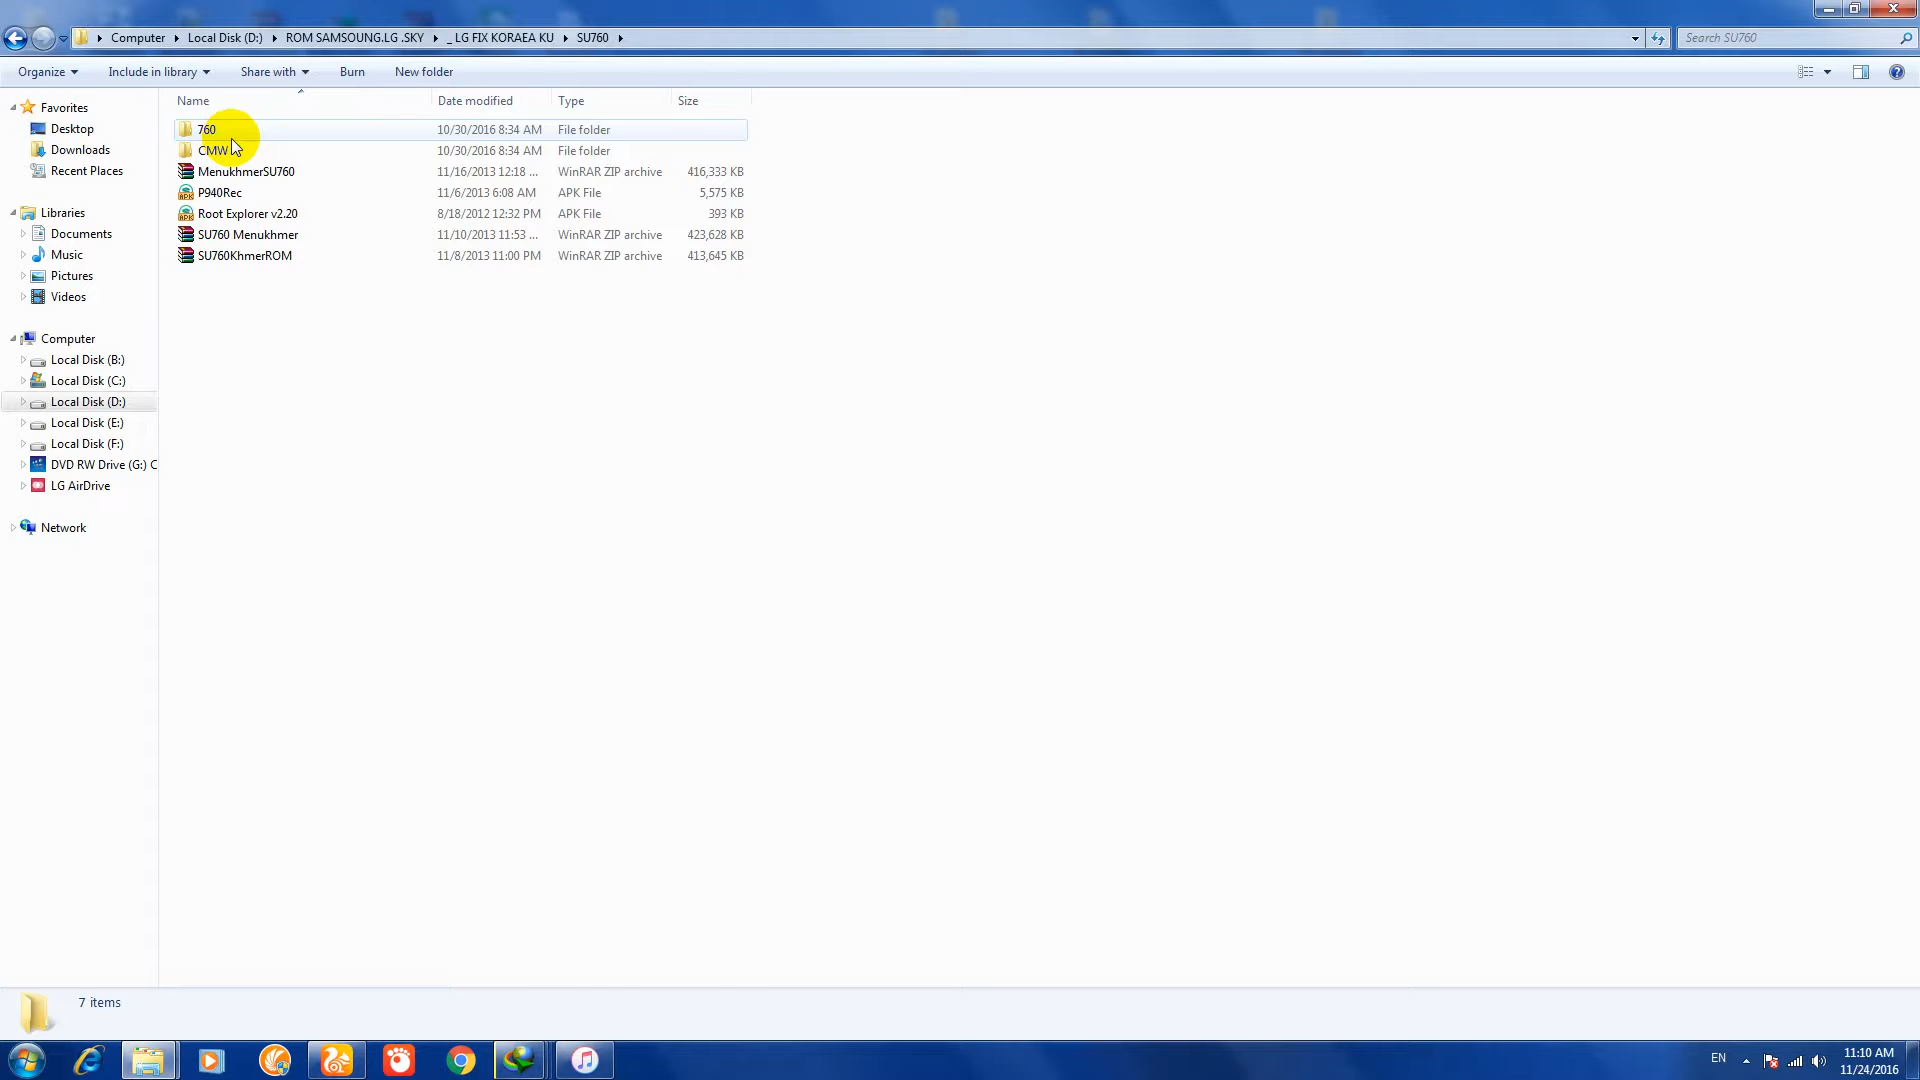 Computer Local Disk (D:) ROM SAMSOUNG.LG .SKY _ LG FIX KORAEA KU SU760 Search SU760
Organize Include in library Share with Burn New folder
Name Date modified Type Size
760 10/30/2016 8:34 AM File folder
CMW 10/30/2016 8:34 AM File folder
MenukhmerSU760 11/16/2013 12:18 ... WinRAR ZIP archive 416,333 KB
P940Rec 11/6/2013 6:08 AM APK File 5,575 KB
Root Explorer v2.20 8/18/2012 12:32 PM APK File 393 KB
SU760 Menukhmer 11/10/2013 11:53 ... WinRAR ZIP archive 423,628 KB
SU760KhmerROM 11/8/2013 11:00 PM WinRAR ZIP archive 413,645 KB
Favorites
Desktop
Downloads
Recent Places
Libraries
Documents
Music
Pictures
Videos
Computer
Local Disk (B:)
Local Disk (C:)
Local Disk (D:)
Local Disk (E:)
Local Disk (F:)
DVD RW Drive (G:) C
LG AirDrive
Network
7 items
EN
11:10 AM
11/24/2016